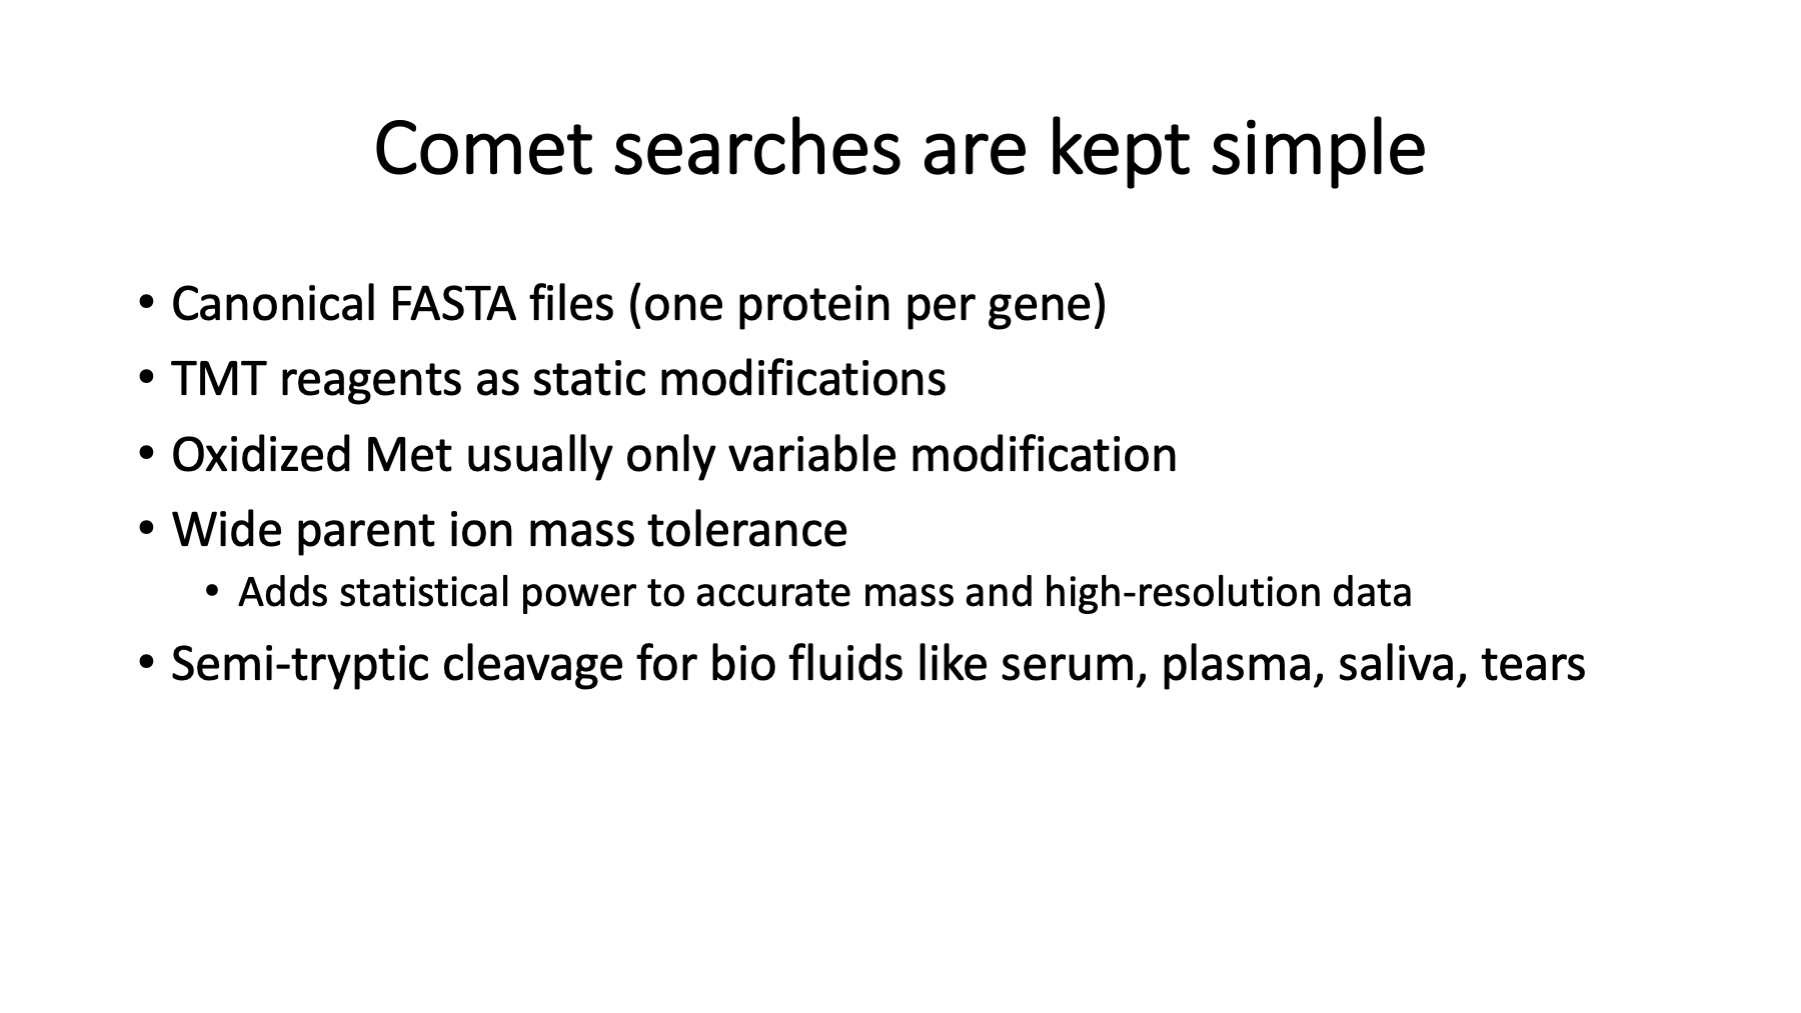 Comet searches are kept simple
• Canonical FASTA files (one protein per gene)
• TMT reagents as static modifications
• Oxidized Met usually only variable modification
• Wide parent ion mass tolerance
• Adds statistical power to accurate mass and high-resolution data
• Semi-tryptic cleavage for bio fluids like serum, plasma, saliva, tears